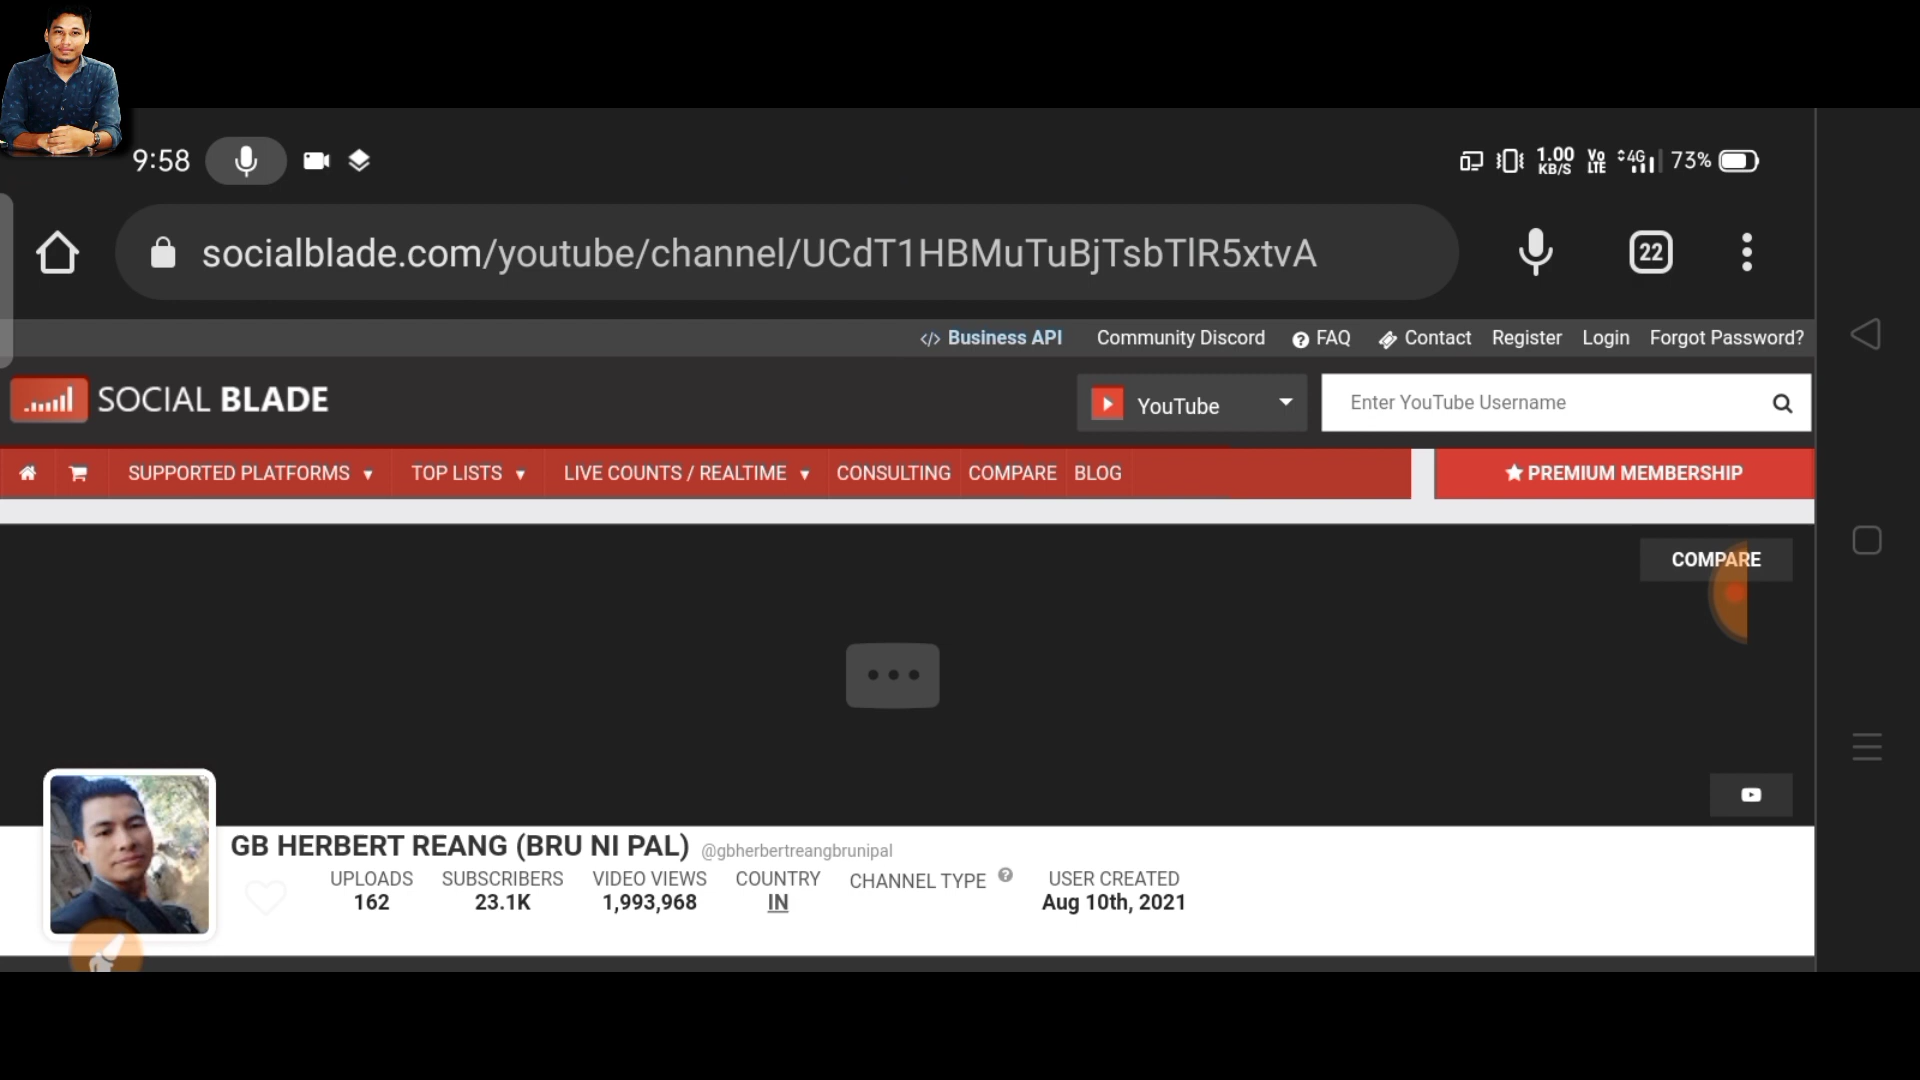 9:58 1.00 KB/S Vo LTE 4G 73%
socialblade.com/youtube/channel/UCdT1HBMuTuBjTsbTlR5xtvA 22
</> Business API Community Discord FAQ Contact Register Login Forgot Password?
SOCIAL BLADE YouTube Enter YouTube Username
SUPPORTED PLATFORMS TOP LISTS LIVE COUNTS / REALTIME CONSULTING COMPARE BLOG PREMIUM MEMBERSHIP
COMPARE
GB HERBERT REANG (BRU NI PAL) @gbherbertreangbrunipal
UPLOADS SUBSCRIBERS VIDEO VIEWS COUNTRY CHANNEL TYPE USER CREATED
162 23.1K 1,993,968 IN Aug 10th, 2021